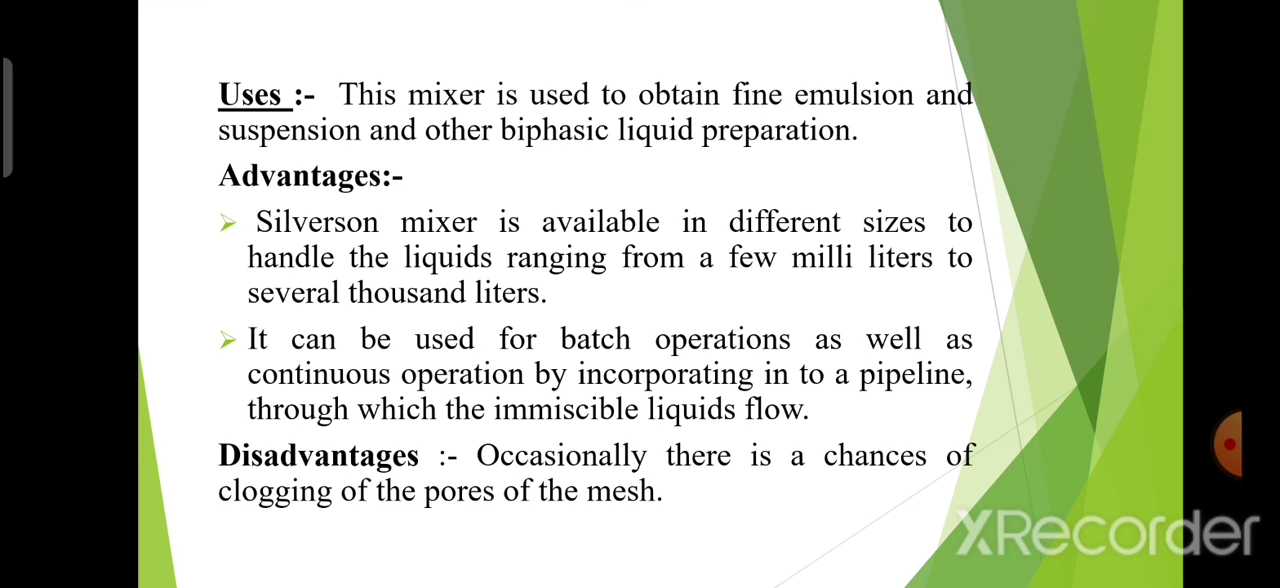 Uses :- This mixer is used to obtain fine emulsion and
suspension and other biphasic liquid preparation.
Advantages:-
Silverson mixer is available in different sizes to
handle the liquids ranging from a few milli liters to
several thousand liters.
It can be used for batch operations as well as
continuous operation by incorporating in to a pipeline,
through which the immiscible liquids flow.
Disadvantages :- Occasionally there is a chances of
clogging of the pores of the mesh.
XRecorder